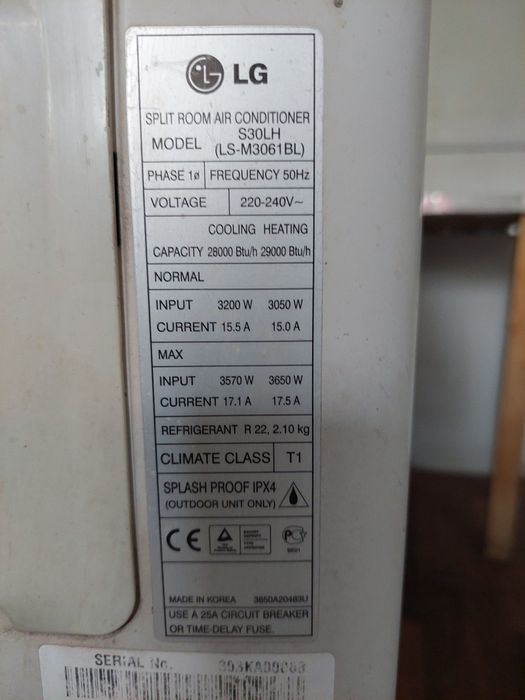 LG
SPLIT ROOM AIR CONDITIONER
MODEL S30LH
(LS-M3061BL)
PHASE 1ø FREQUENCY 50Hz
VOLTAGE 220-240V~
COOLING HEATING
CAPACITY 28000 Btu/h 29000 Btu/h
NORMAL
INPUT 3200 W 3050 W
CURRENT 15.5 A 15.0 A
MAX
INPUT 3570 W 3650 W
CURRENT 17.1 A 17.5 A
REFRIGERANT R 22, 2.10 kg
CLIMATE CLASS T1
SPLASH PROOF IPX4
(OUTDOOR UNIT ONLY)
CE
MADE IN KOREA 3850A20483U
USE A 25A CIRCUIT BREAKER
OR TIME-DELAY FUSE.
SERIAL No.